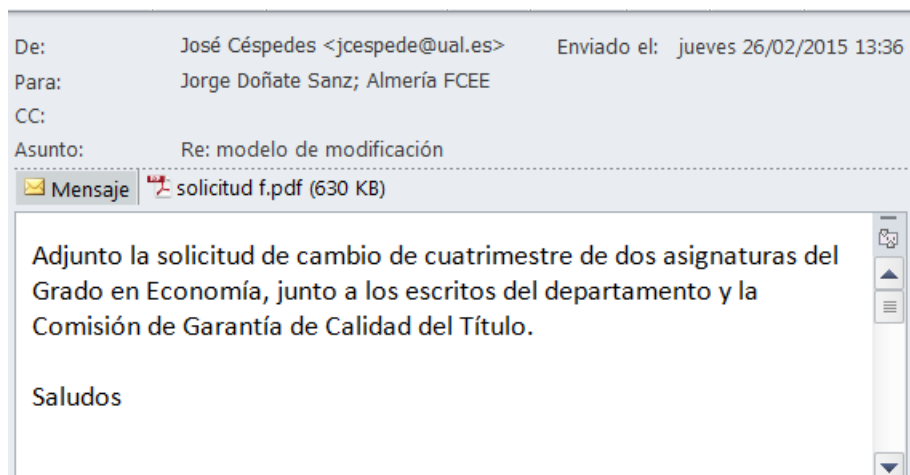 De: José Céspedes <jcespede@ual.es> Enviado el: jueves 26/02/2015 13:36
Para: Jorge Doñate Sanz; Almería FCEE
CC:
Asunto: Re: modelo de modificación
Mensaje solicitud f.pdf (630 KB)
Adjunto la solicitud de cambio de cuatrimestre de dos asignaturas del
Grado en Economía, junto a los escritos del departamento y la
Comisión de Garantía de Calidad del Título.
Saludos